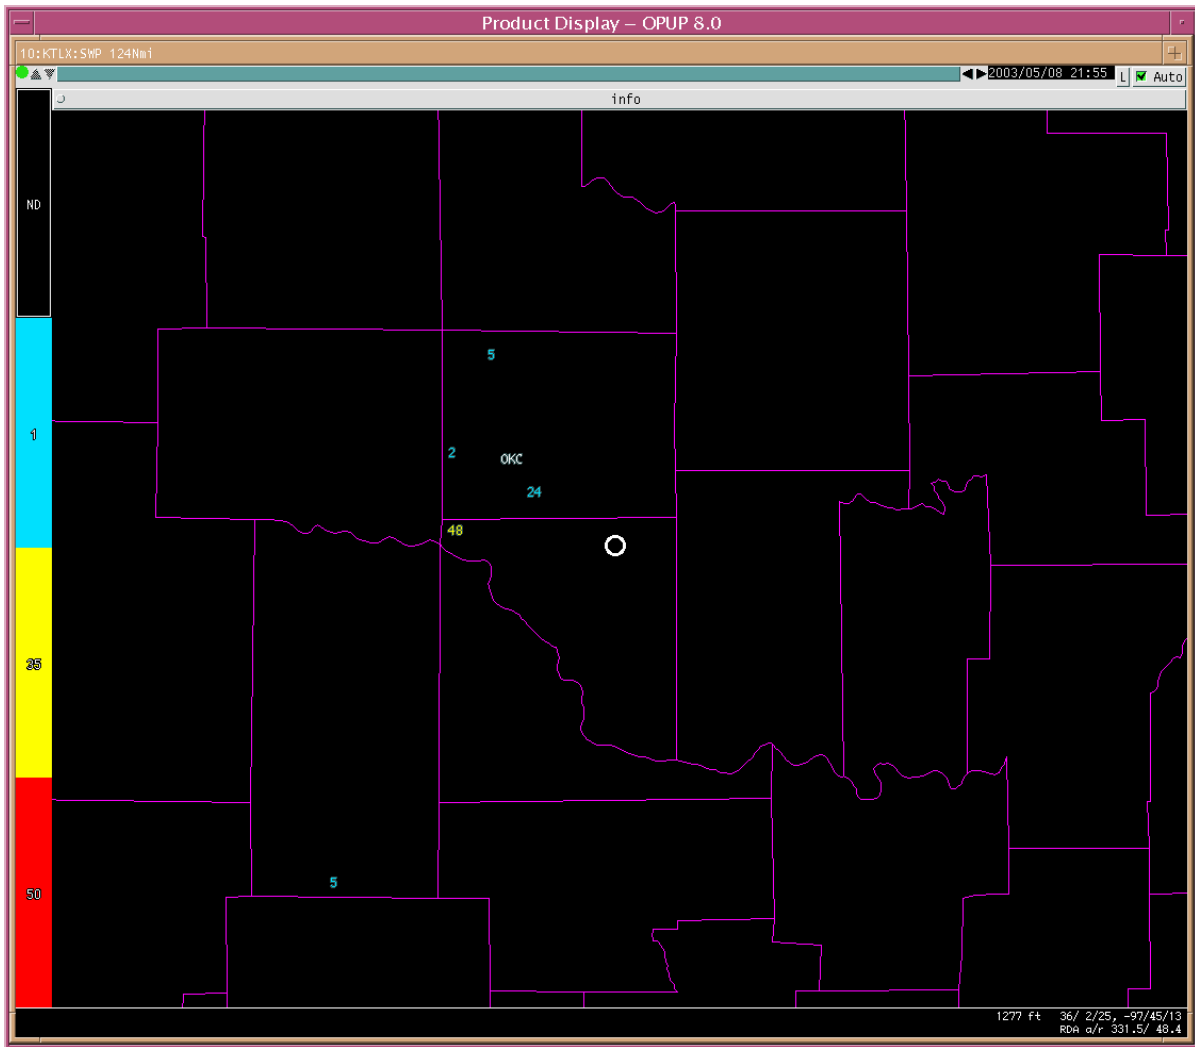 Product Display – OPUP 8.0
10:KTLX:SWP 124Nmi
2003/05/08 21:55 L Auto
info
ND
5
1
2
OKC
24
48
35
5
50
1277 ft 36/ 2/25, -97/45/13
RDA a/r 331.5/ 48.4